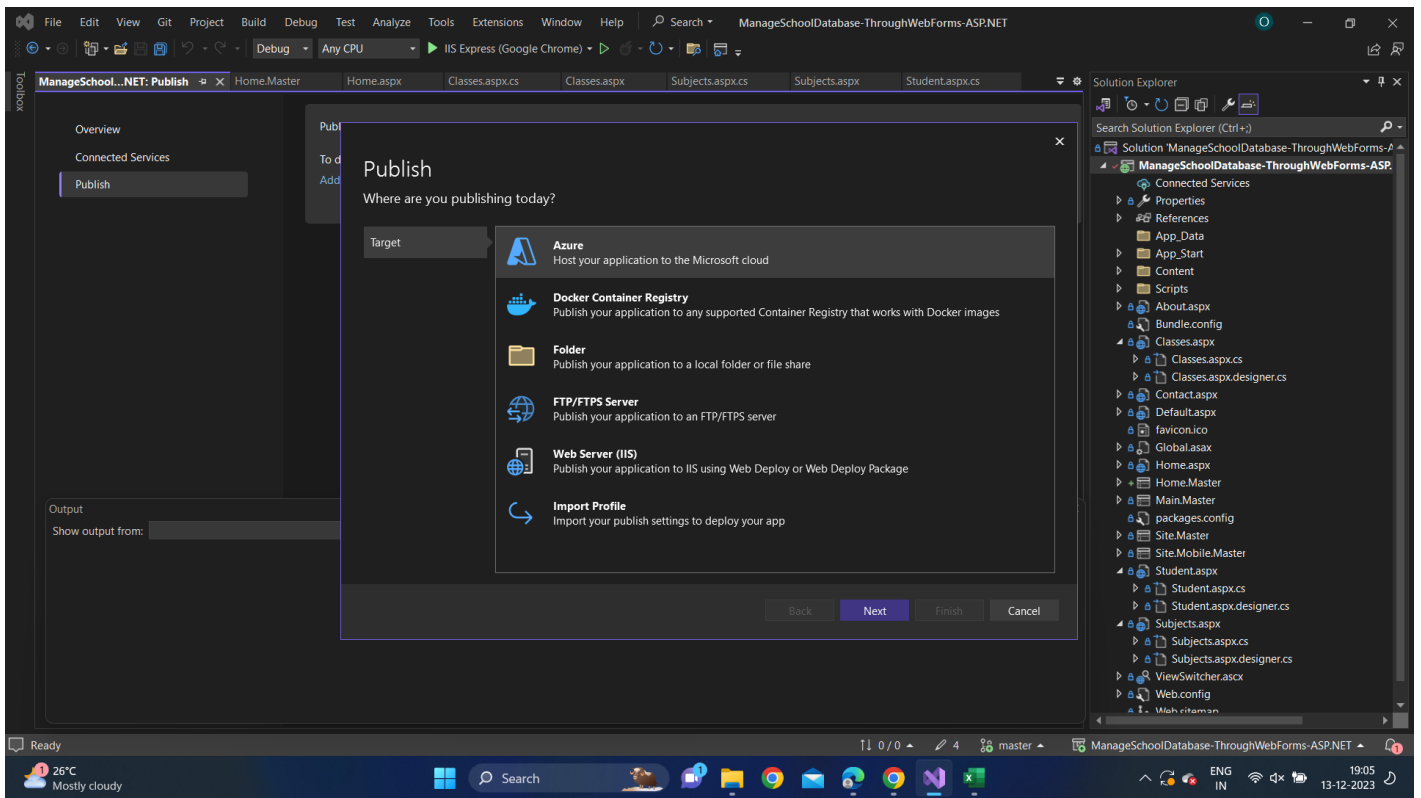 File Edit View Git Project Build Debug Test Analyze Tools Extensions Window Help Search ManageSchoolDatabase-ThroughWebForms-ASP.NET O
Debug Any CPU IIS Express (Google Chrome)
Toolbox
ManageSchool...NET: Publish Home.Master Home.aspx Classes.aspx.cs Classes.aspx Subjects.aspx.cs Subjects.aspx Student.aspx.cs
Overview
Connected Services
Publish
Publ
To d
Add
Publish
Where are you publishing today?
Target
Azure
Host your application to the Microsoft cloud
Docker Container Registry
Publish your application to any supported Container Registry that works with Docker images
Folder
Publish your application to a local folder or file share
FTP/FTPS Server
Publish your application to an FTP/FTPS server
Web Server (IIS)
Publish your application to IIS using Web Deploy or Web Deploy Package
Import Profile
Import your publish settings to deploy your app
Back Next Finish Cancel
Output
Show output from:
Solution Explorer
Search Solution Explorer (Ctrl+;)
Solution 'ManageSchoolDatabase-ThroughWebForms-A
ManageSchoolDatabase-ThroughWebForms-ASP.
Connected Services
Properties
References
App_Data
App_Start
Content
Scripts
About.aspx
Bundle.config
Classes.aspx
Classes.aspx.cs
Classes.aspx.designer.cs
Contact.aspx
Default.aspx
favicon.ico
Global.asax
Home.aspx
Home.Master
Main.Master
packages.config
Site.Master
Site.Mobile.Master
Student.aspx
Student.aspx.cs
Student.aspx.designer.cs
Subjects.aspx
Subjects.aspx.cs
Subjects.aspx.designer.cs
ViewSwitcher.ascx
Web.config
Web.sitemap
Ready 0 / 0 4 master ManageSchoolDatabase-ThroughWebForms-ASP.NET 1
1 26°C
Mostly cloudy
Search
ENG
IN
19:05
13-12-2023